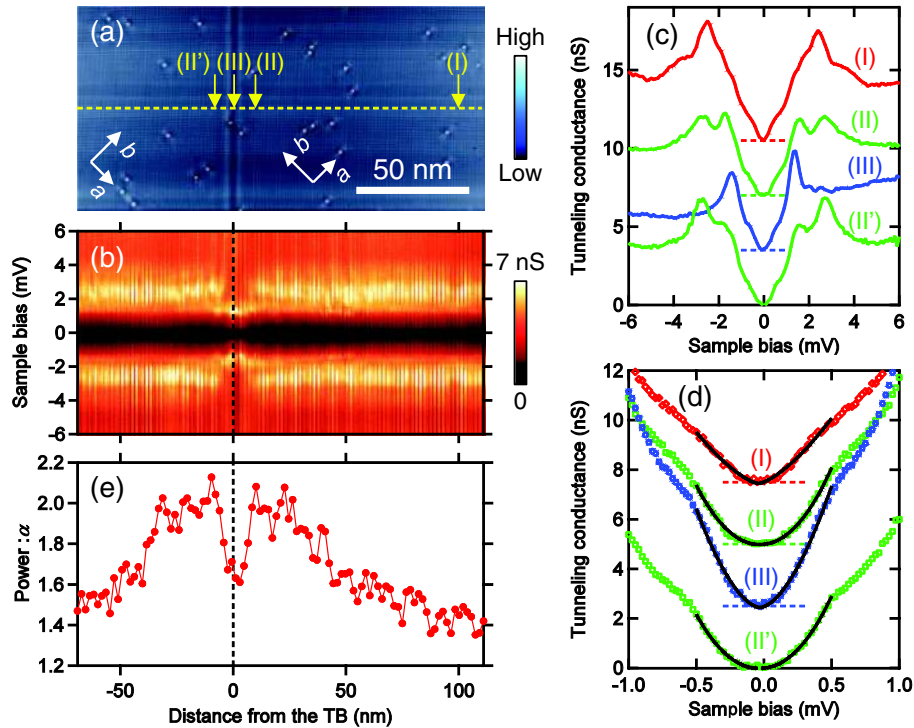 (a)
(II') (III) (II)
(I)
b
a
b
a
50 nm
High
Low
(b)
Sample bias (mV)
6
4
2
0
-2
-4
-6
7 nS
0
(e)
Power:α
2.2
2.0
1.8
1.6
1.4
1.2
-50
0
50
100
Distance from the TB (nm)
(c)
Tunneling conductance (nS)
15
10
5
0
(I)
(II)
(III)
(II')
-6
-4
-2
0
2
4
6
Sample bias (mV)
(d)
Tunneling conductance (nS)
12
10
8
6
4
2
0
(I)
(II)
(III)
(II')
-1.0
-0.5
0.0
0.5
1.0
Sample bias (mV)